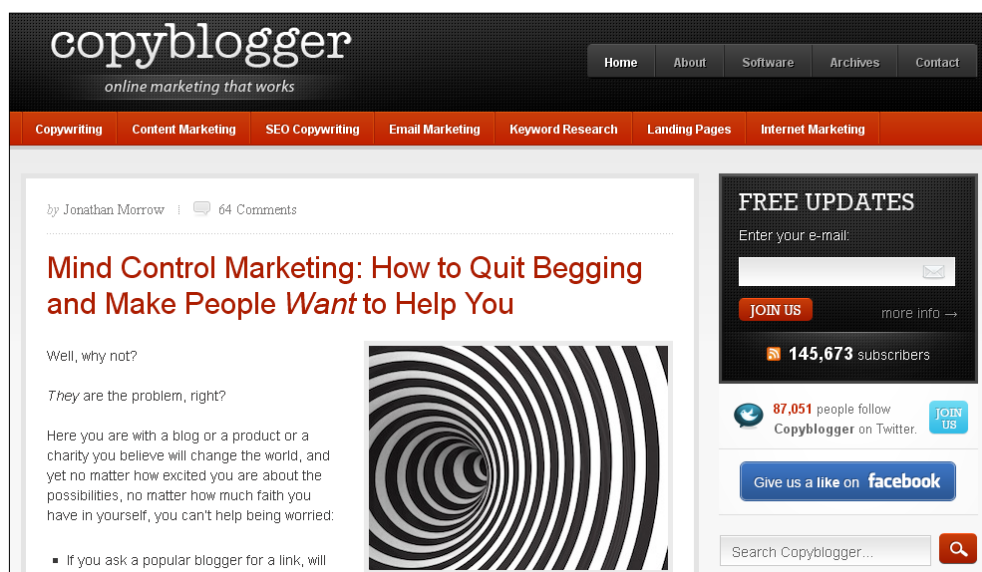 copyblogger
online marketing that works
Home About Software Archives Contact
Copywriting Content Marketing SEO Copywriting Email Marketing Keyword Research Landing Pages Internet Marketing
by Jonathan Morrow | 64 Comments
Mind Control Marketing: How to Quit Begging
and Make People Want to Help You
Well, why not?
They are the problem, right?
Here you are with a blog or a product or a
charity you believe will change the world, and
yet no matter how excited you are about the
possibilities, no matter how much faith you
have in yourself, you can't help being worried:
▪ If you ask a popular blogger for a link, will
FREE UPDATES
Enter your e-mail:
JOIN US
more info →
145,673 subscribers
87,051 people follow
Copyblogger on Twitter.
JOIN
US
Give us a like on facebook
Search Copyblogger...